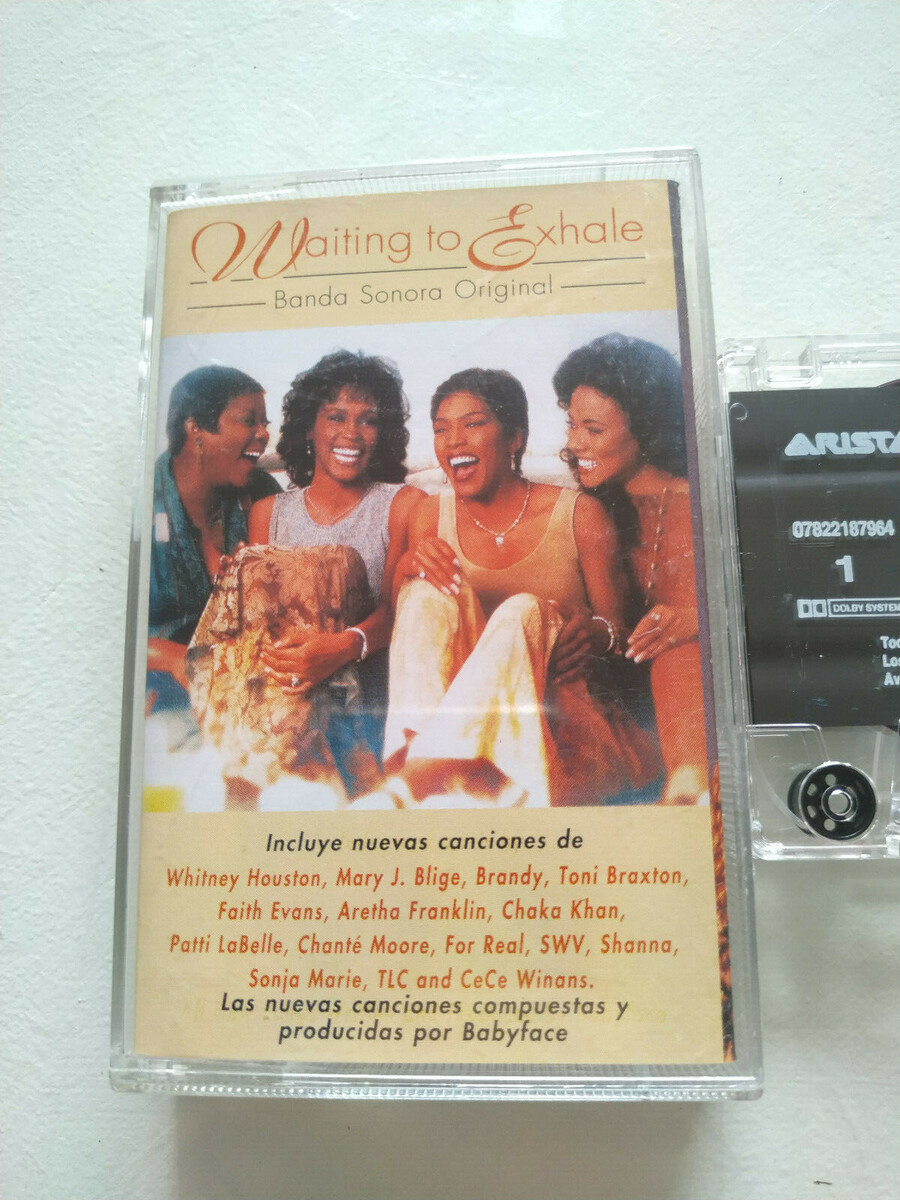 Waiting to Exhale
Banda Sonora Original
Incluye nuevas canciones de
Whitney Houston, Mary J. Blige, Brandy, Toni Braxton,
Faith Evans, Aretha Franklin, Chaka Khan,
Patti LaBelle, Chanté Moore, For Real, SWV, Shanna,
Sonja Marie, TLC and CeCe Winans.
Las nuevas canciones compuestas y
producidas por Babyface
ARISTA
07822187964
1
DOLBY SYSTEM